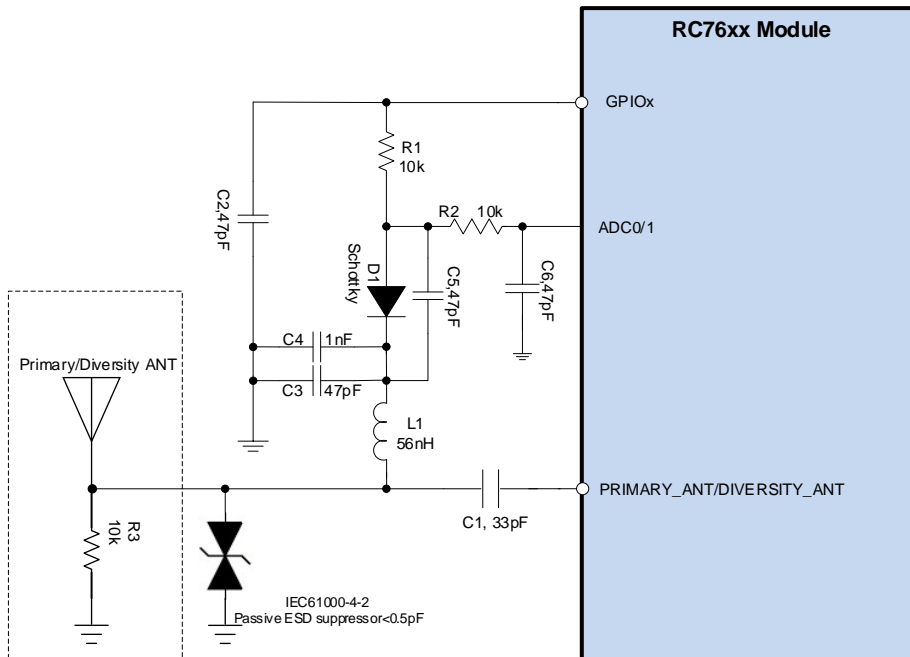 RC76xx Module
GPIOx
R1
10k
C2,47pF
R2 10k
ADC0/1
D1
Schottky
C5,47pF
C6,47pF
C4 1nF
C3 47pF
Primary/Diversity ANT
L1
56nH
PRIMARY_ANT/DIVERSITY_ANT
C1, 33pF
R3
10k
IEC61000-4-2
Passive ESD suppressor<0.5pF